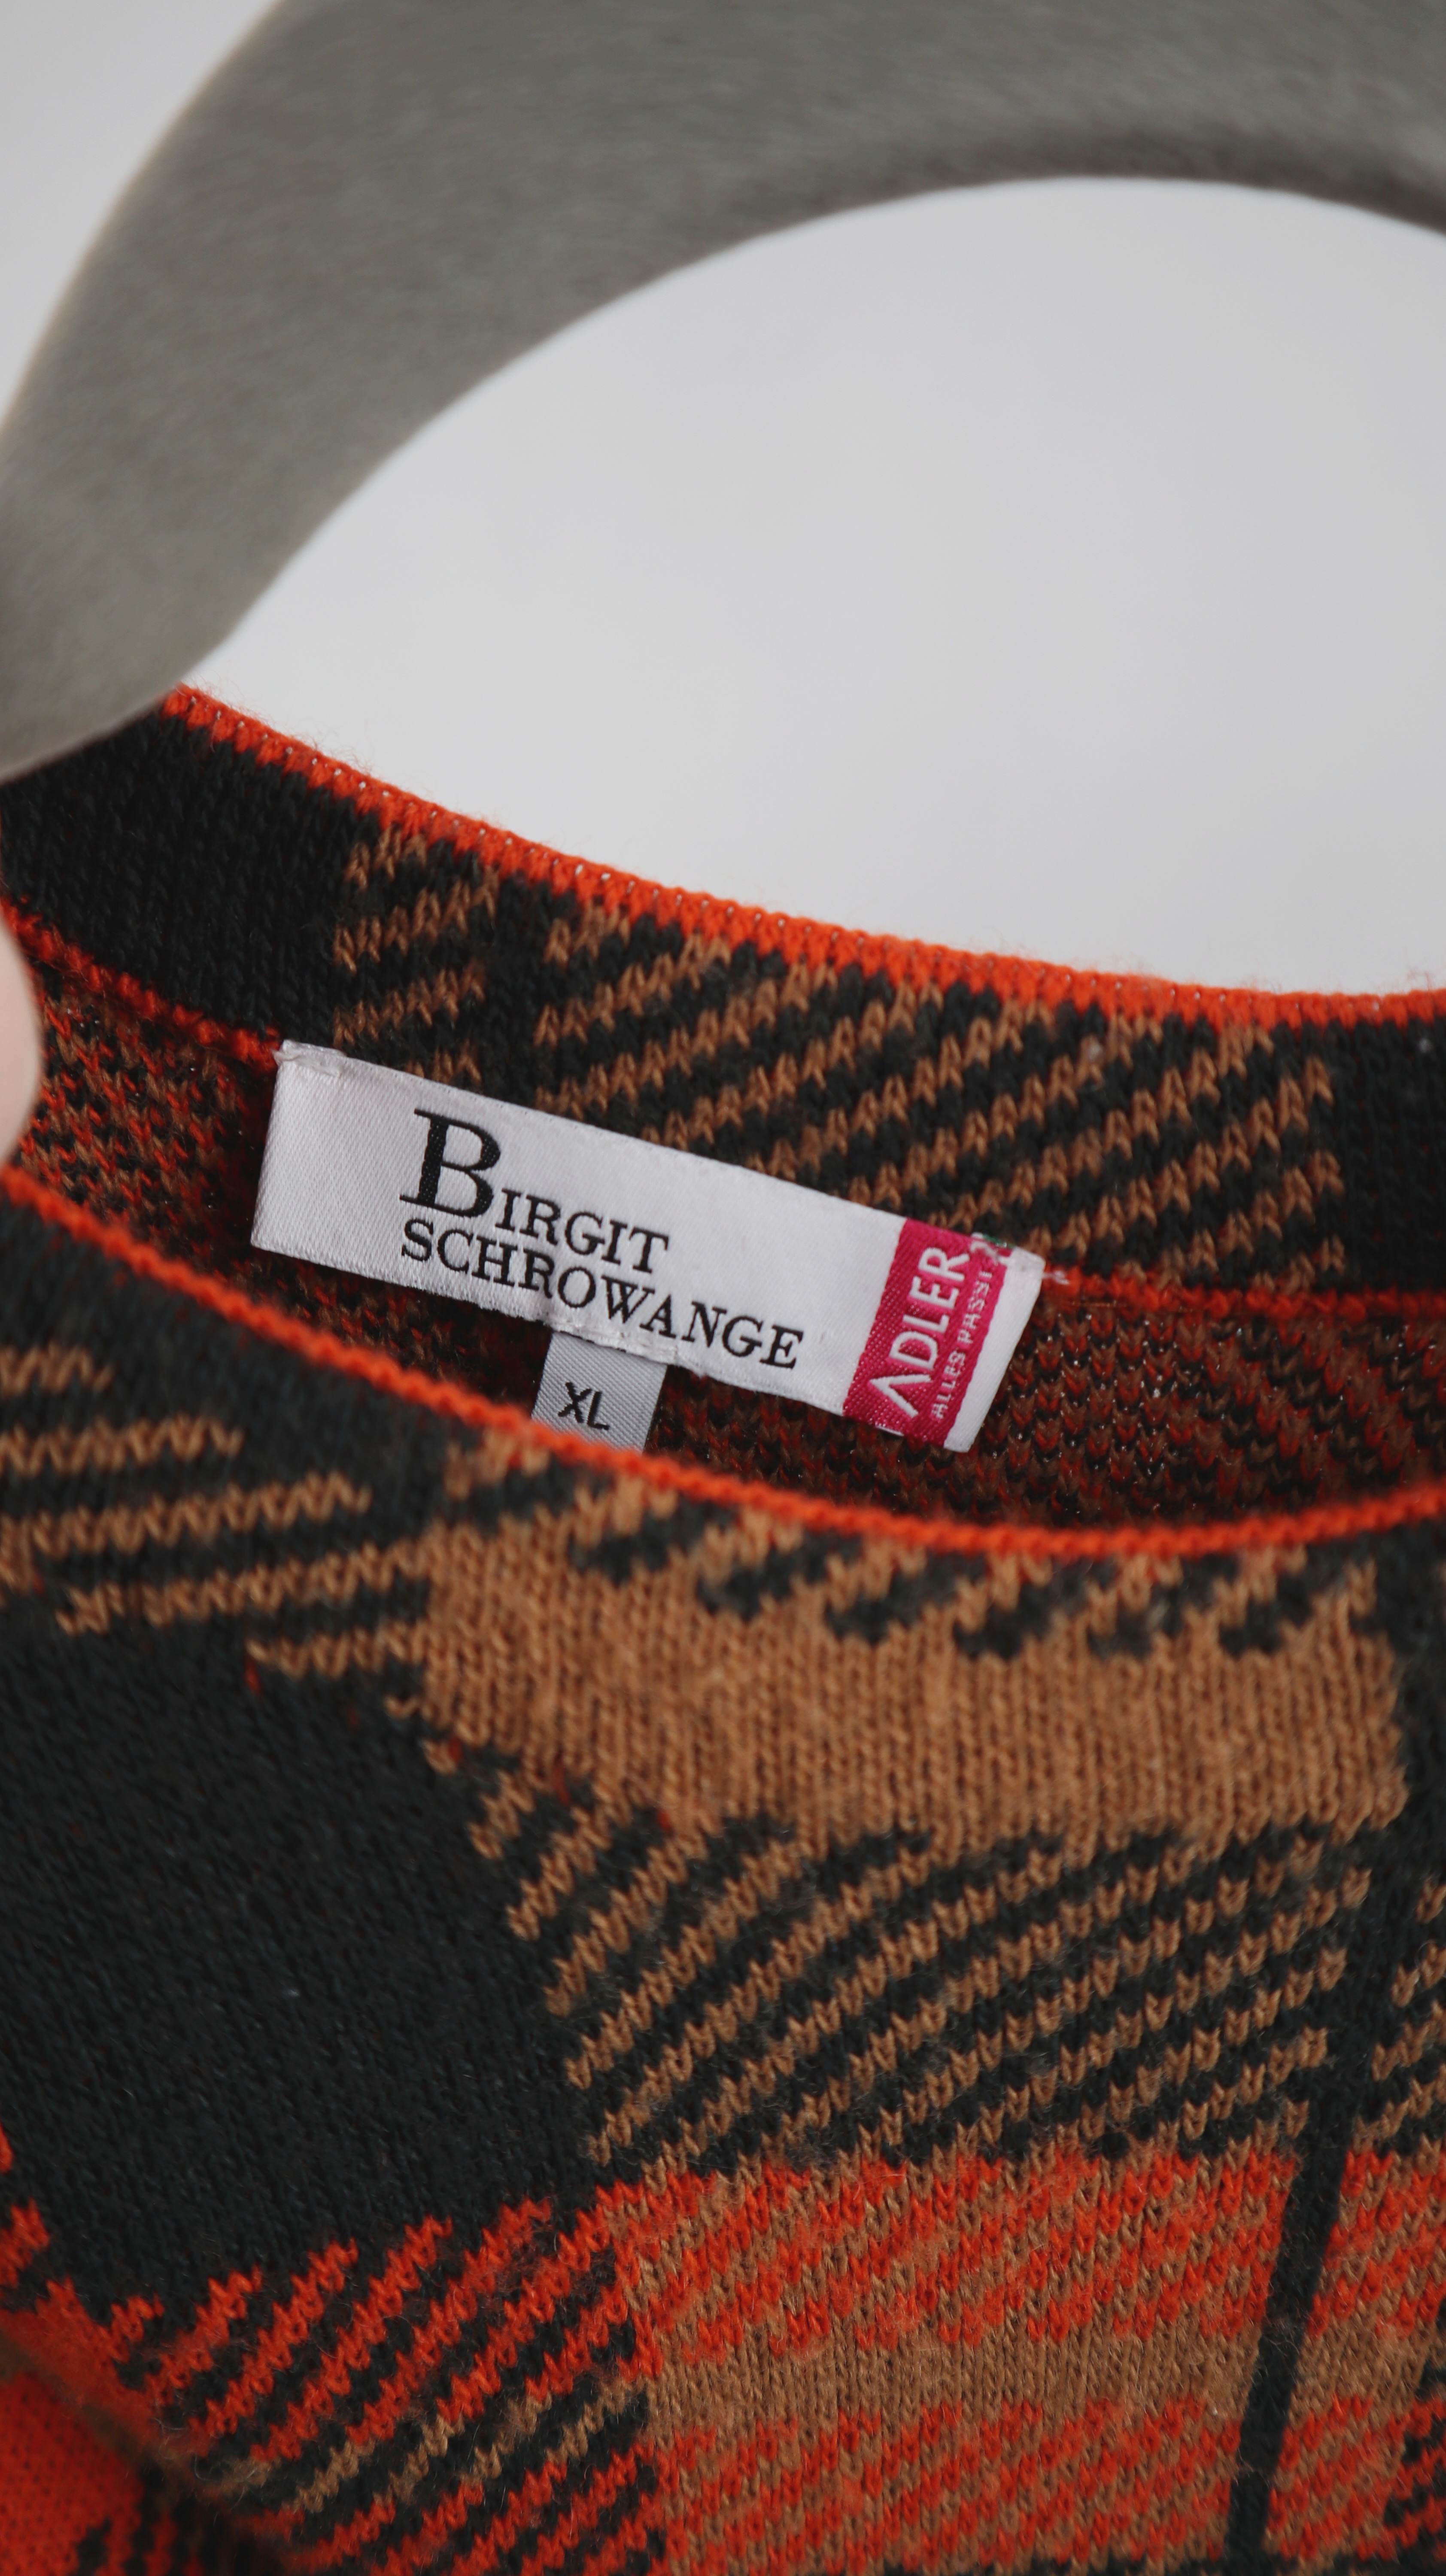 BIRGIT
SCHROWANGE
ADLER
ALLES PASST
XL